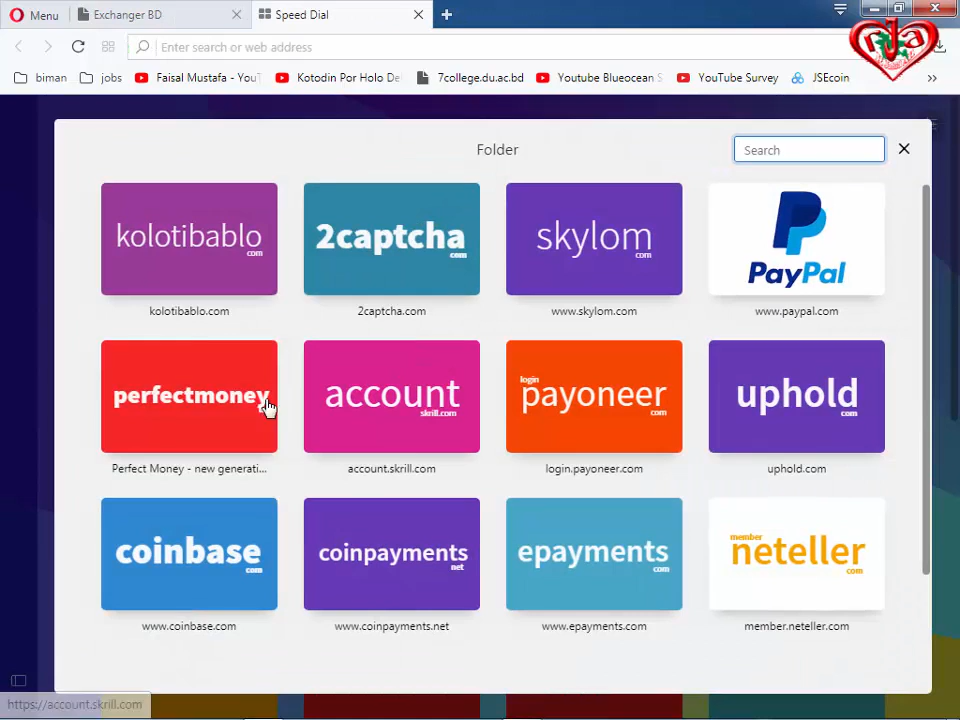 Menu
Exchanger BD
Speed Dial
Enter search or web address
biman
jobs
Faisal Mustafa - YouT
Kotodin Por Holo De
7college.du.ac.bd
Youtube Blueocean S
YouTube Survey
JSEcoin
rja
Folder
Search
kolotibablo
com
2captcha
com
skylom
com
PayPal
kolotibablo.com
2captcha.com
www.skylom.com
www.paypal.com
perfectmoney
account
skrill.com
login
payoneer
com
uphold
com
Perfect Money - new generati...
account.skrill.com
login.payoneer.com
uphold.com
coinbase
com
coinpayments
net
epayments
com
member
neteller
com
www.coinbase.com
www.coinpayments.net
www.epayments.com
member.neteller.com
https://account.skrill.com